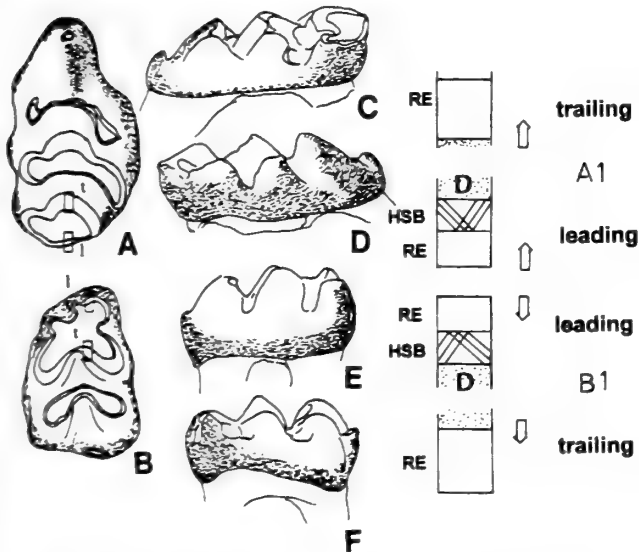 A
B
C
D
E
F
RE
trailing
D
A1
HSB
leading
RE
RE
leading
HSB
D
B1
trailing
RE